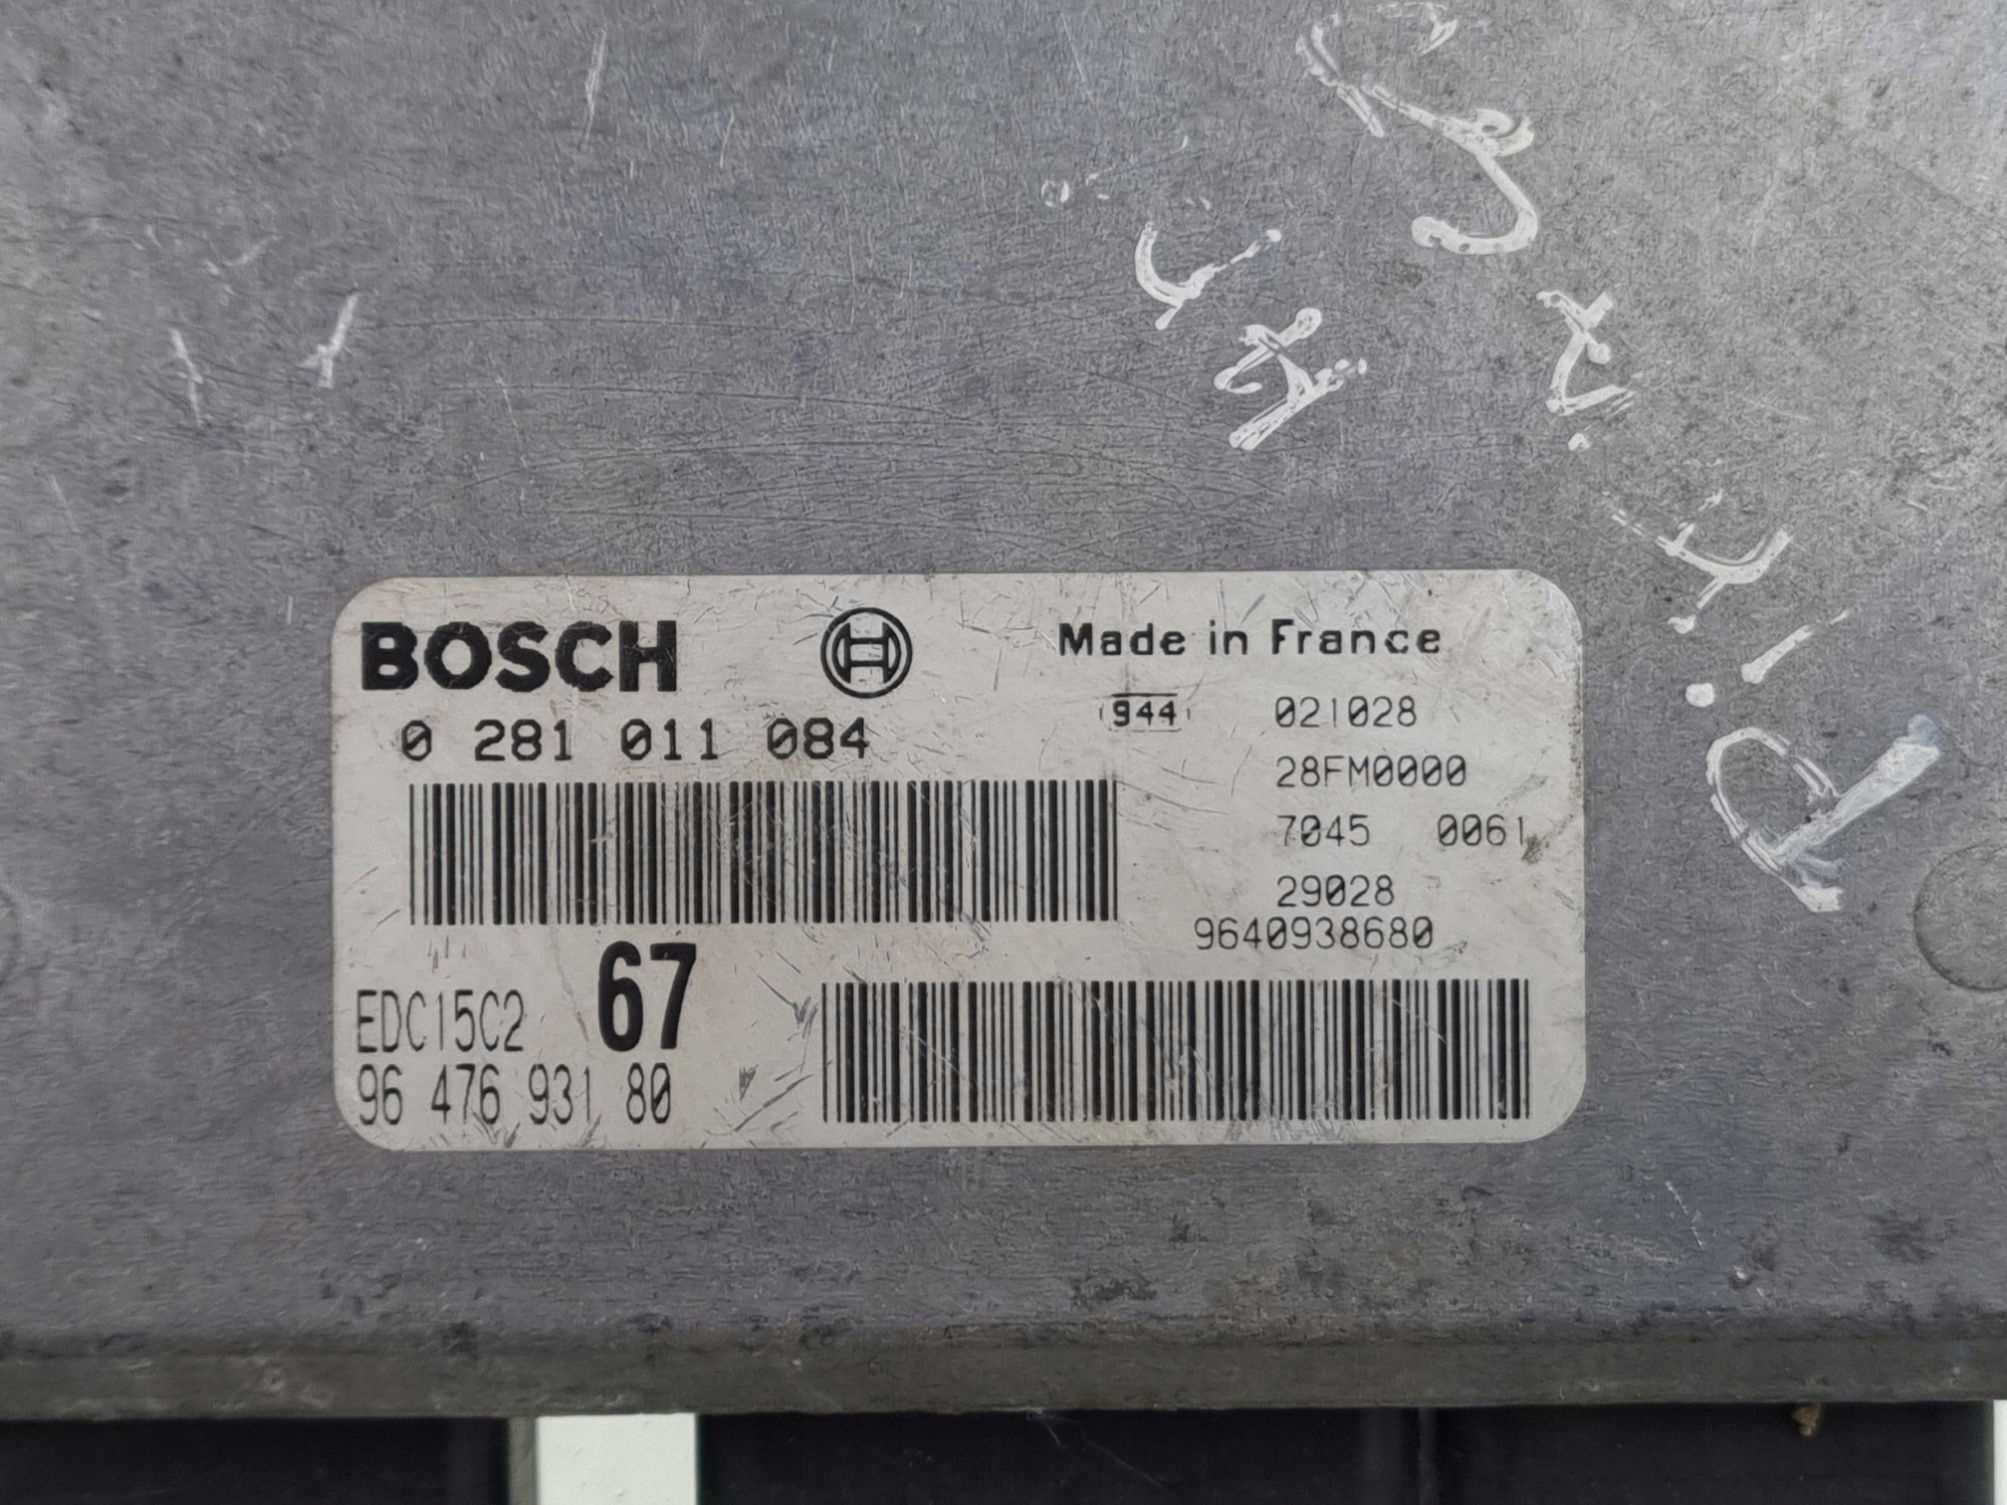 BOSCH
Made in France
0 281 011 084
944
021028
28FM0000
7045 0061
29028
9640938680
EDC15C2 67
96 476 931 80